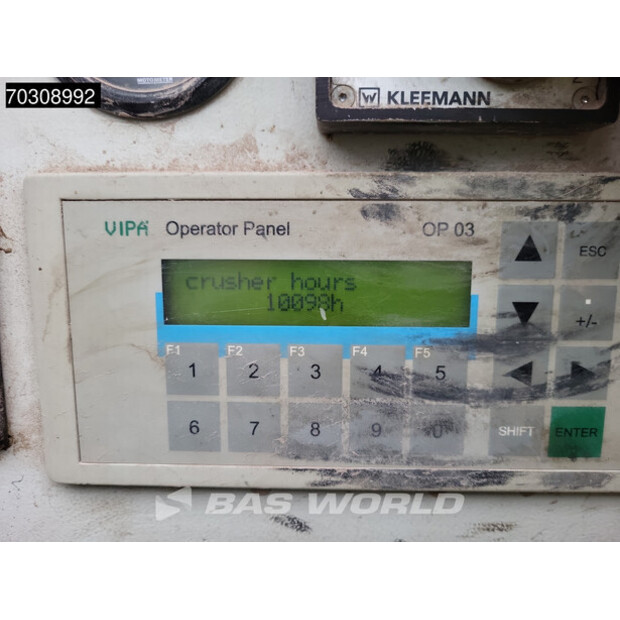 70308992
W KLEEMANN
VIPA Operator Panel OP 03
crusher hours
10098h
ESC
+/-
F1 F2 F3 F4 F5
1 2 3 4 5
6 7 8 9 0
SHIFT ENTER
BAS WORLD